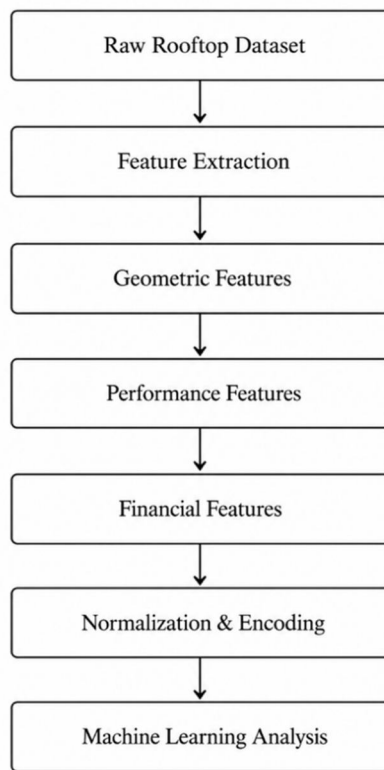 Raw Rooftop Dataset
Feature Extraction
Geometric Features
Performance Features
Financial Features
Normalization & Encoding
Machine Learning Analysis